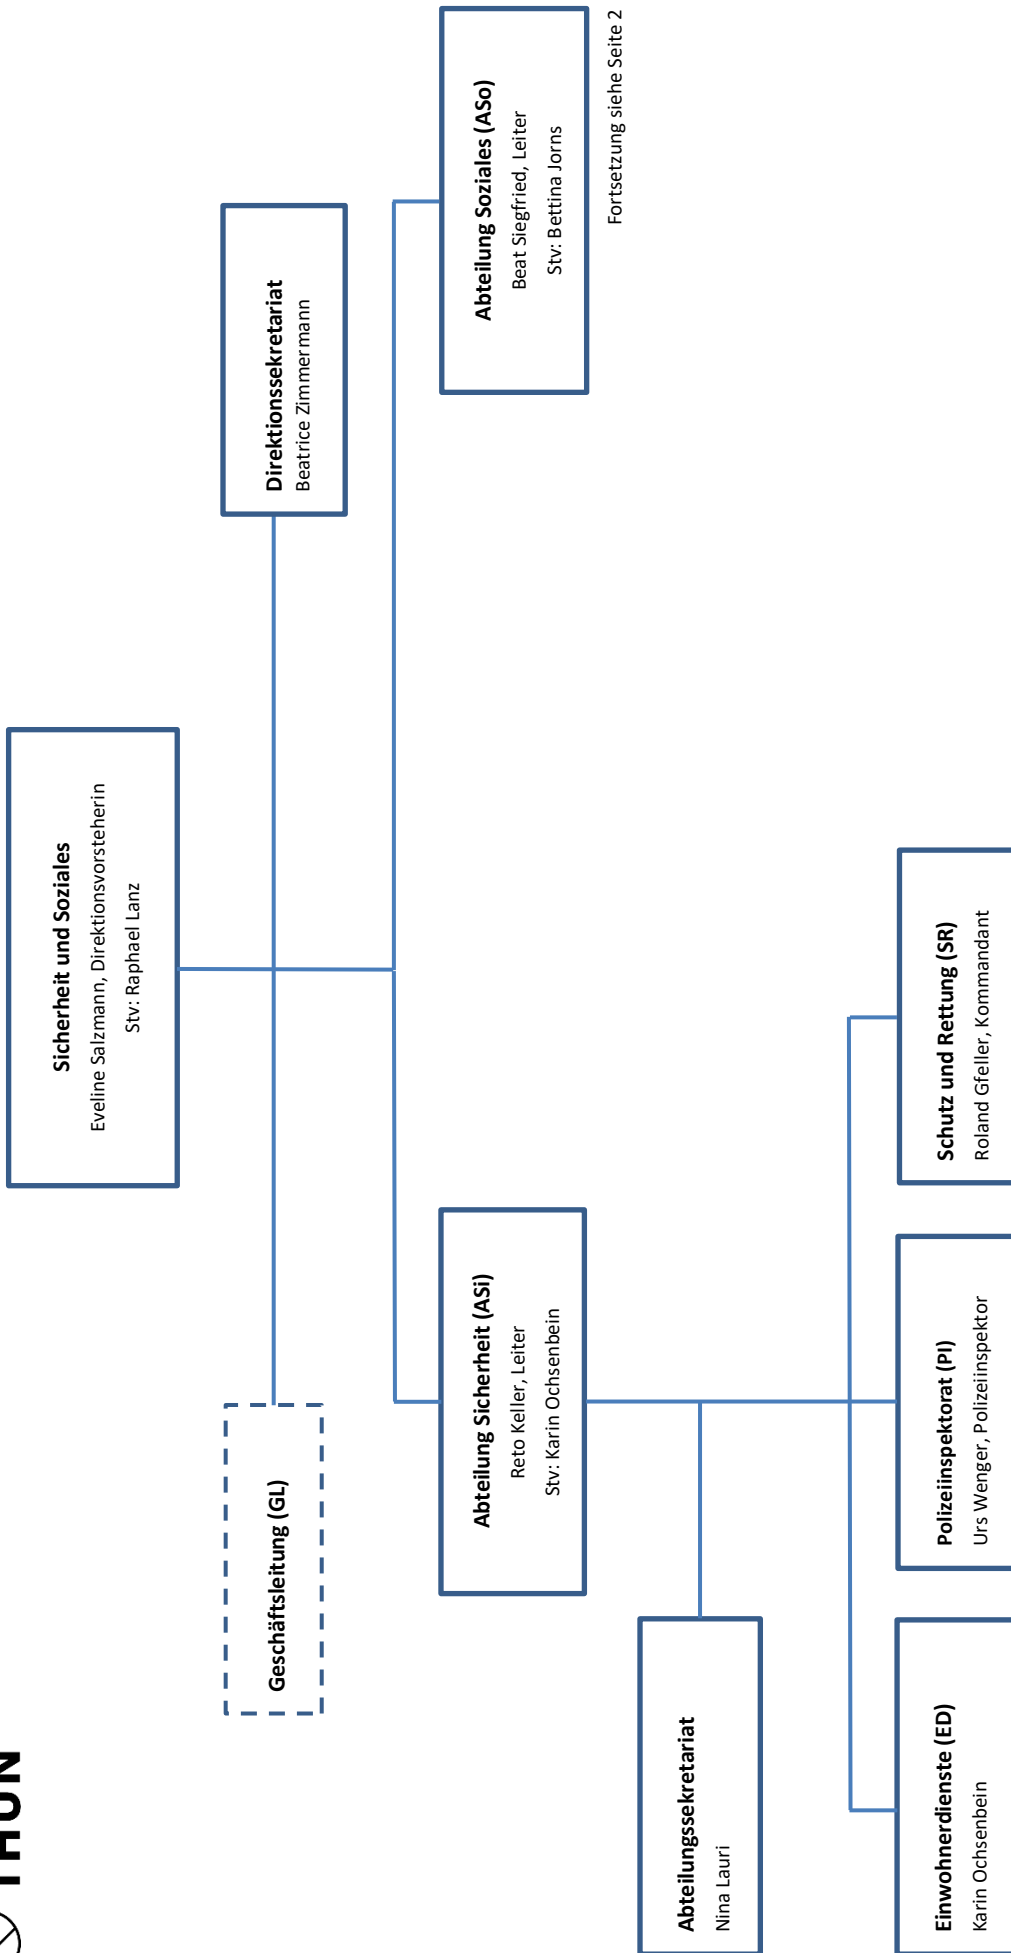 THUN
Sicherheit und Soziales
Eveline Salzmann, Direktionsvorsteherin
Stv: Raphael Lanz
Geschäftsleitung (GL)
Direktionssekretariat
Beatrice Zimmermann
Abteilung Sicherheit (ASi)
Reto Keller, Leiter
Stv: Karin Ochsenbein
Abteilung Soziales (ASo)
Beat Siegfried, Leiter
Stv: Bettina Jorns
Fortsetzung siehe Seite 2
Abteilungssekretariat
Nina Lauri
Einwohnerdienste (ED)
Karin Ochsenbein
Polizeiinspektorat (PI)
Urs Wenger, Polizeiinspektor
Schutz und Rettung (SR)
Roland Gfeller, Kommandant